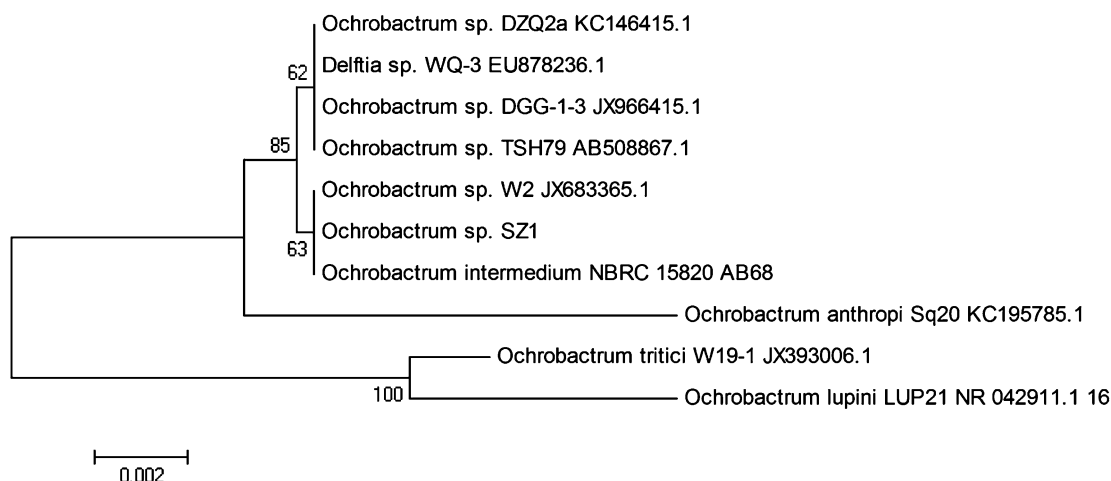 Ochrobactrum sp. DZQ2a KC146415.1
62
Delftia sp. WQ-3 EU878236.1
Ochrobactrum sp. DGG-1-3 JX966415.1
85
Ochrobactrum sp. TSH79 AB508867.1
Ochrobactrum sp. W2 JX683365.1
Ochrobactrum sp. SZ1
63
Ochrobactrum intermedium NBRC 15820 AB68
Ochrobactrum anthropi Sq20 KC195785.1
Ochrobactrum tritici W19-1 JX393006.1
100
Ochrobactrum lupini LUP21 NR 042911.1 16
0.002